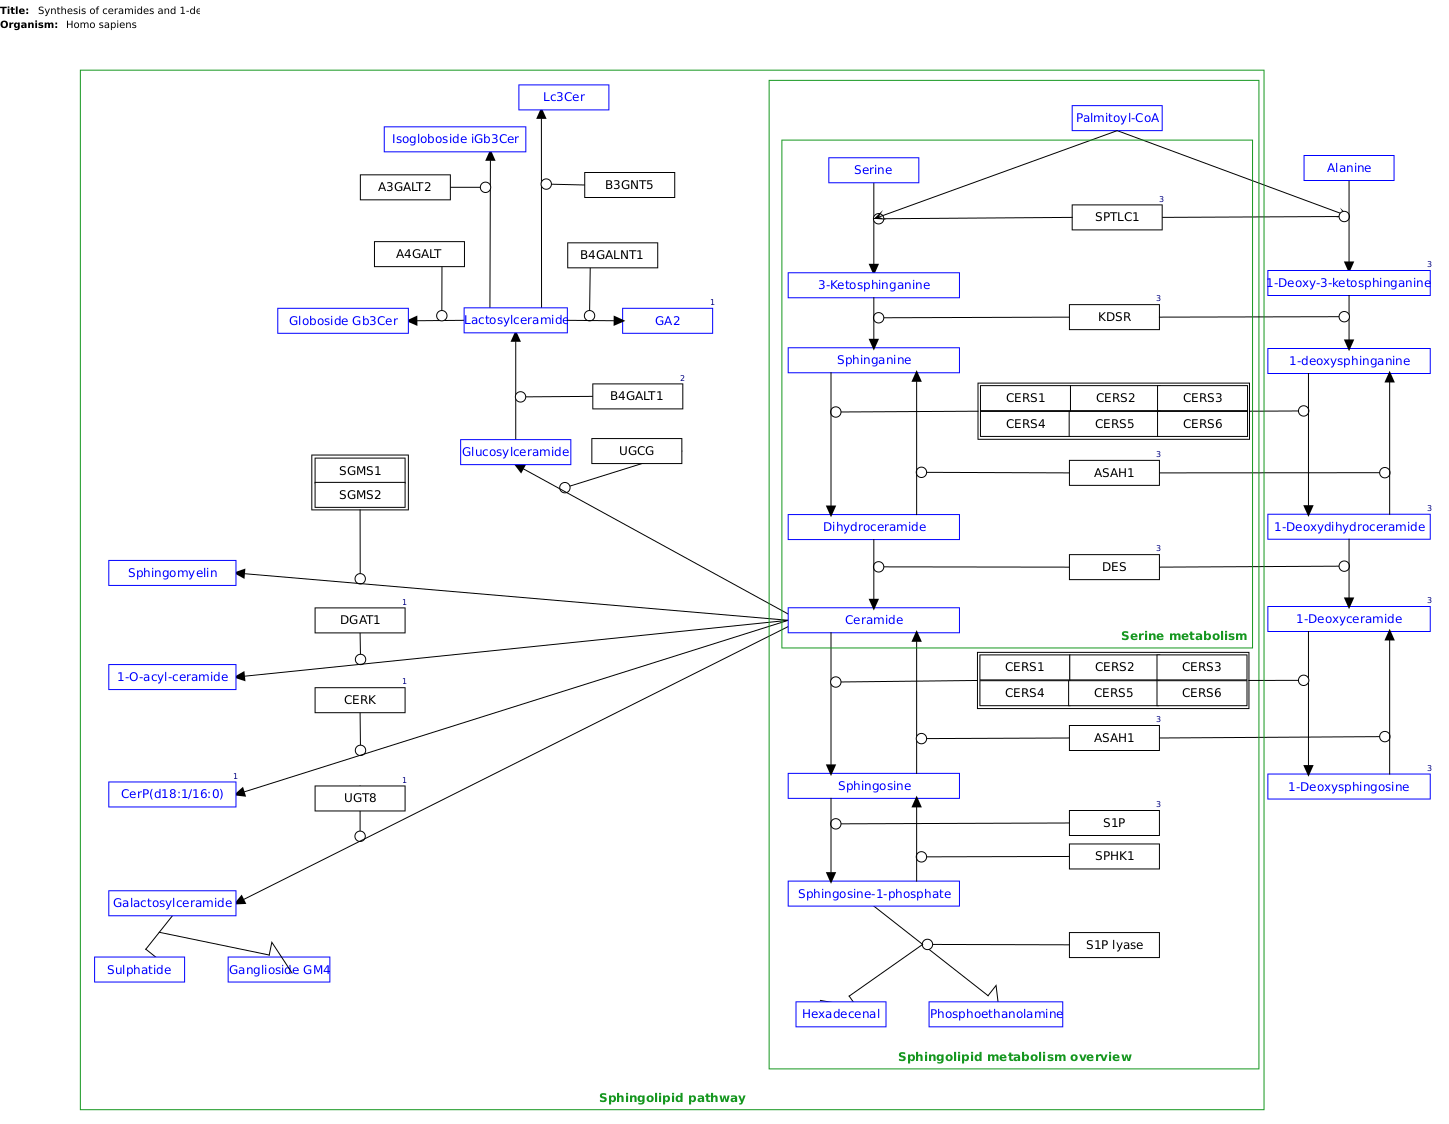 Title: Synthesis of ceramides and 1-de
Organism: Homo sapiens
Lc3Cer
Isogloboside iGb3Cer
A3GALT2
B3GNT5
A4GALT
B4GALNT1
Globoside Gb3Cer
Lactosylceramide
1
GA2
2
B4GALT1
Glucosylceramide
UGCG
SGMS1
SGMS2
Sphingomyelin
1
DGAT1
1-O-acyl-ceramide
1
CERK
1
CerP(d18:1/16:0)
1
UGT8
Galactosylceramide
Sulphatide
Ganglioside GM4
Palmitoyl-CoA
Serine
Alanine
3
SPTLC1
3-Ketosphinganine
3
1-Deoxy-3-ketosphinganine
3
KDSR
Sphinganine
1-deoxysphinganine
CERS1 CERS2 CERS3
CERS4 CERS5 CERS6
3
ASAH1
Dihydroceramide
3
1-Deoxydihydroceramide
3
DES
Ceramide
3
1-Deoxyceramide
Serine metabolism
CERS1 CERS2 CERS3
CERS4 CERS5 CERS6
3
ASAH1
Sphingosine
3
1-Deoxysphingosine
3
S1P
SPHK1
Sphingosine-1-phosphate
S1P lyase
Hexadecenal
Phosphoethanolamine
Sphingolipid metabolism overview
Sphingolipid pathway